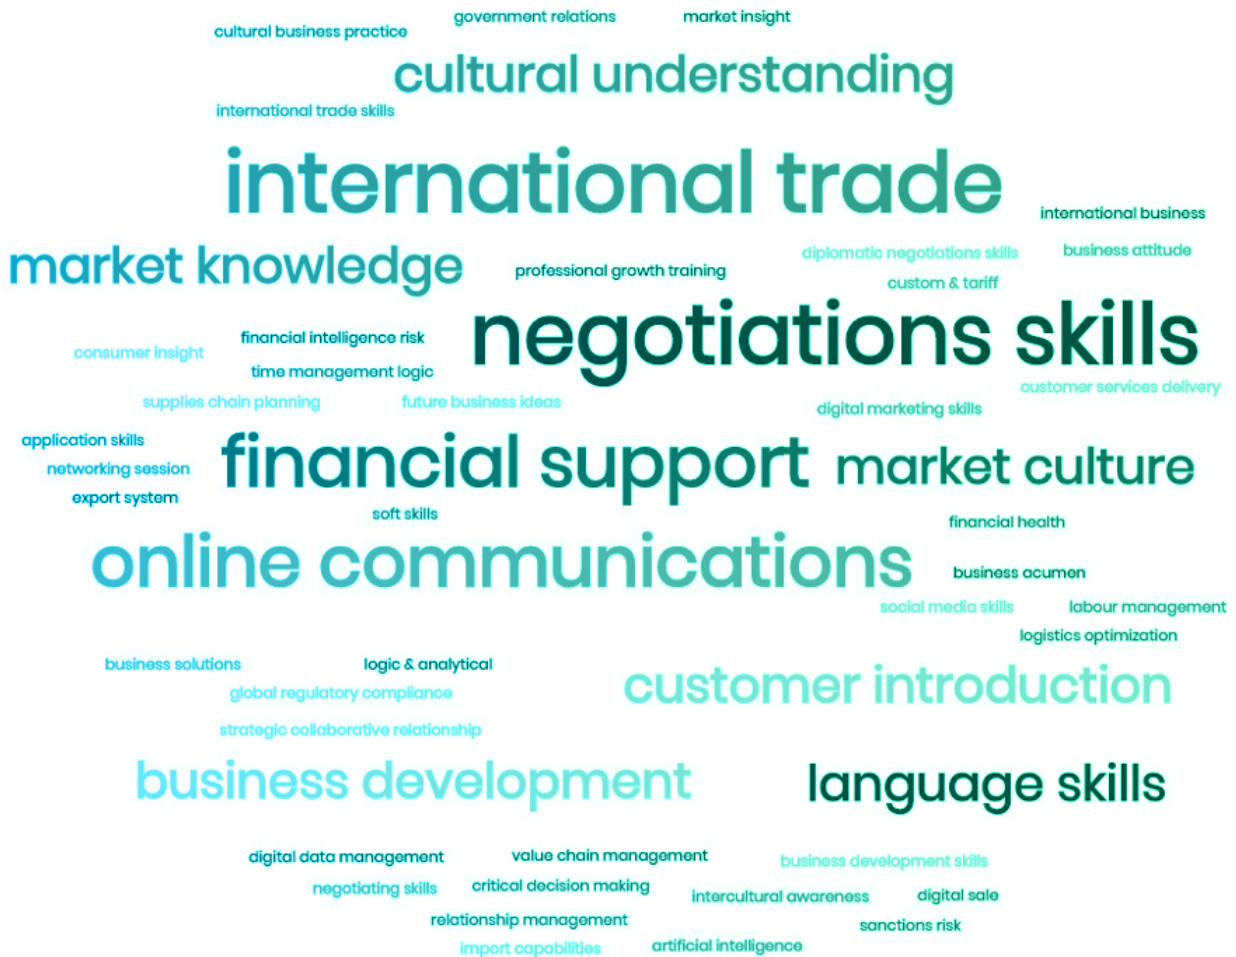 government relations
market insight
cultural business practice
cultural understanding
international trade skills
international trade
international business
market knowledge
professional growth training
diplomatic negotiations skills
business attitude
custom & tariff
negotiations skills
financial intelligence risk
consumer insight
time management logic
customer services delivery
supplies chain planning
future business ideas
digital marketing skills
application skills
networking session
export system
financial support
market culture
soft skills
financial health
online communications
business acumen
social media skills
labour management
logistics optimization
business solutions
logic & analytical
global regulatory compliance
customer introduction
strategic collaborative relationship
business development
language skills
digital data management
value chain management
business development skills
negotiating skills
critical decision making
intercultural awareness
digital sale
relationship management
sanctions risk
import capabilities
artificial intelligence